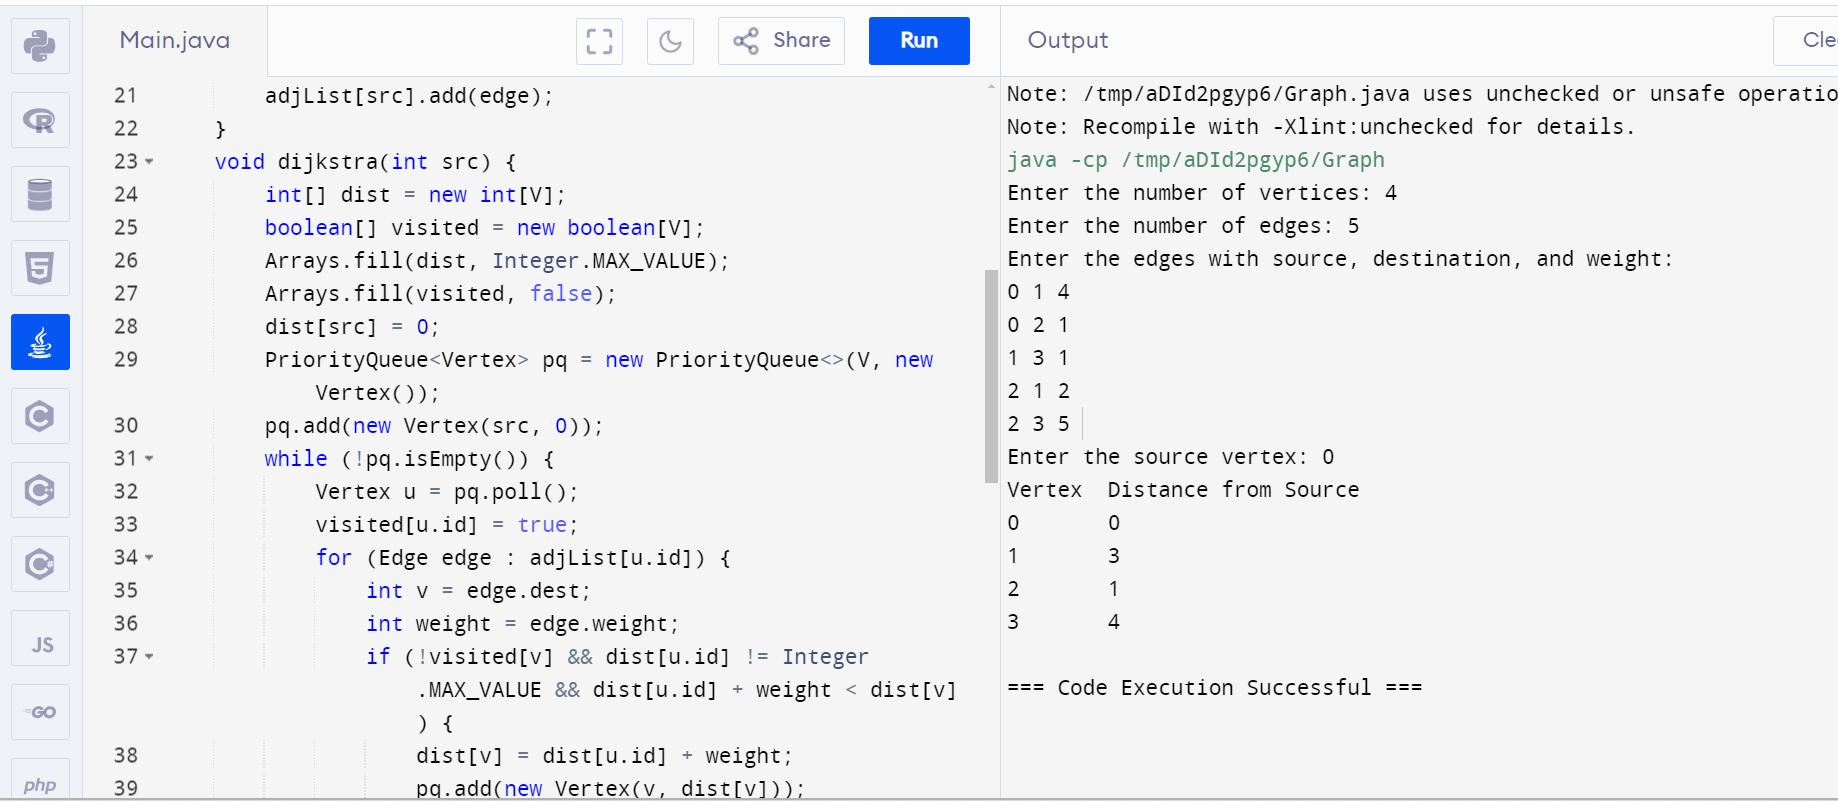 Main.java
Share
Run
Output
Cle
21 adjList[src].add(edge);
22 }
23 void dijkstra(int src) {
24 int[] dist = new int[V];
25 boolean[] visited = new boolean[V];
26 Arrays.fill(dist, Integer.MAX_VALUE);
27 Arrays.fill(visited, false);
28 dist[src] = 0;
29 PriorityQueue<Vertex> pq = new PriorityQueue<>(V, new
Vertex());
30 pq.add(new Vertex(src, 0));
31 while (!pq.isEmpty()) {
32 Vertex u = pq.poll();
33 visited[u.id] = true;
34 for (Edge edge : adjList[u.id]) {
35 int v = edge.dest;
36 int weight = edge.weight;
37 if (!visited[v] && dist[u.id] != Integer
.MAX_VALUE && dist[u.id] + weight < dist[v]
) {
38 dist[v] = dist[u.id] + weight;
39 pq.add(new Vertex(v, dist[v]));
Note: /tmp/aDId2pgyp6/Graph.java uses unchecked or unsafe operatio
Note: Recompile with -Xlint:unchecked for details.
java -cp /tmp/aDId2pgyp6/Graph
Enter the number of vertices: 4
Enter the number of edges: 5
Enter the edges with source, destination, and weight:
0 1 4
0 2 1
1 3 1
2 1 2
2 3 5
Enter the source vertex: 0
Vertex Distance from Source
0 0
1 3
2 1
3 4
=== Code Execution Successful ===
R
5
C
C+
C#
JS
GO
php